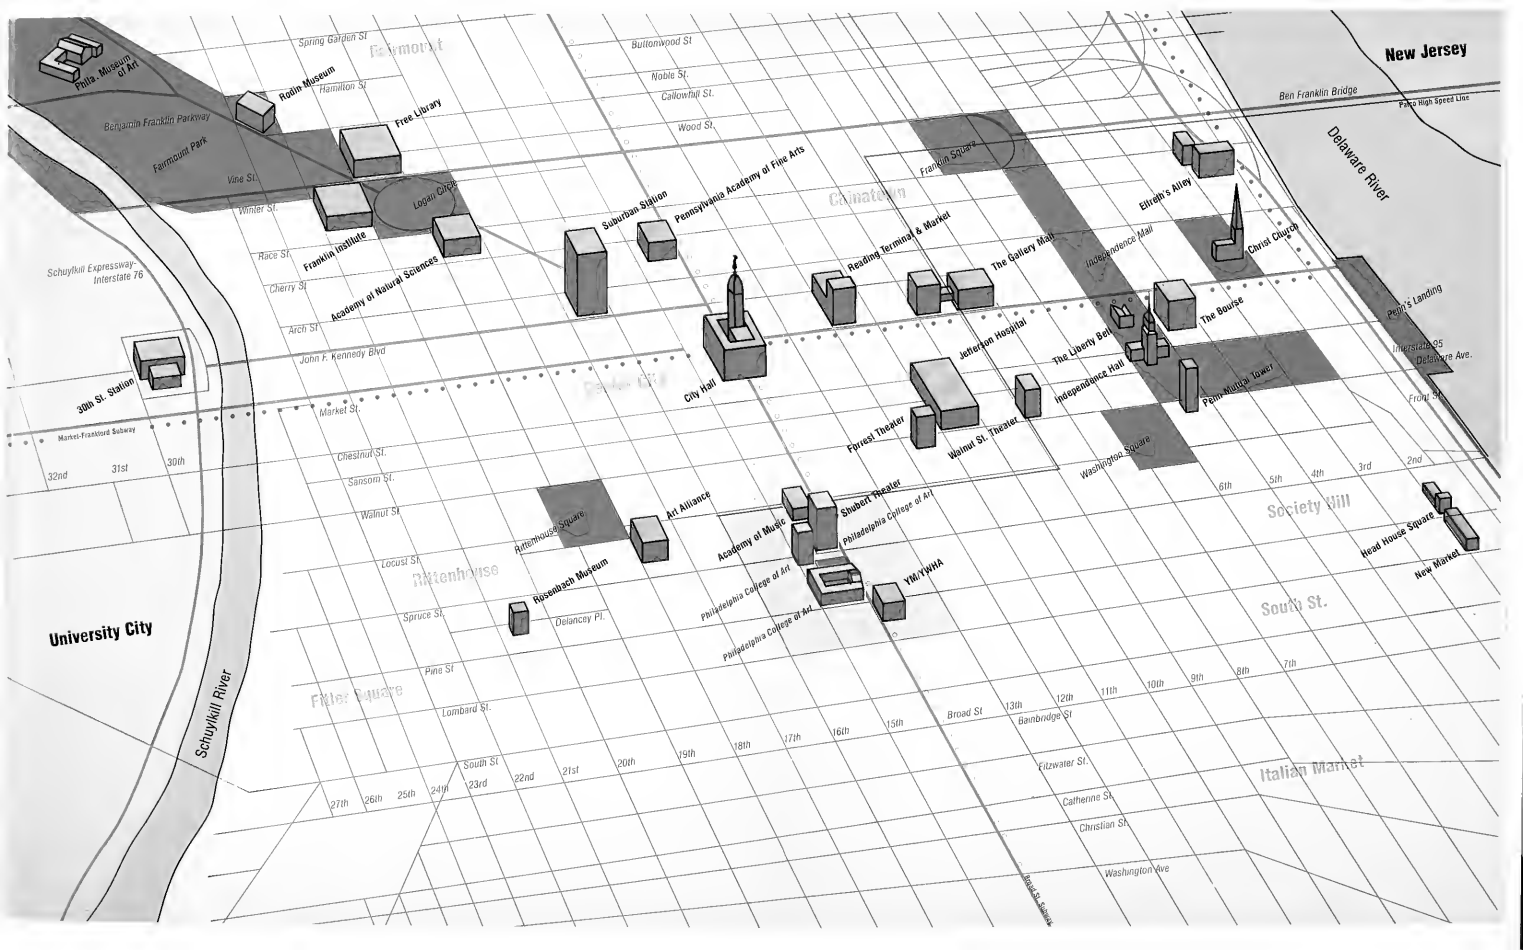 New Jersey
Ben Franklin Bridge
Patco High Speed Line
Delaware River
Spring Garden St
Fairmount
Buttonwood St
Noble St.
Callowhill St.
Wood St.
Phila. Museum
of Art
Rodin Museum
Hamilton St
Free Library
Benjamin Franklin Parkway
Fairmount Park
Vine St.
Winter St.
Logan Circle
Franklin Institute
Race St
Academy of Natural Sciences
Cherry St
Schuylkill Expressway-
Interstate 76
Arch St
John F. Kennedy Blvd
Suburban Station
Pennsylvania Academy of Fine Arts
Chinatown
Franklin Square
Elfreth's Alley
Christ Church
Independence Mall
Reading Terminal & Market
The Gallery Mall
The Bourse
Penn's Landing
Interstate 95
Delaware Ave.
Front St.
The Liberty Bell
Independence Hall
Penn Mutual Tower
Jefferson Hospital
City Hall
Center City
30th St. Station
Market St.
Market-Frankford Subway
32nd
31st
30th
Chestnut St.
Sansom St.
Walnut St.
Forrest Theater
Walnut St. Theater
Washington Square
6th
5th
4th
3rd
2nd
Society Hill
Head House Square
New Market
Rittenhouse Square
Art Alliance
Academy of Music
Shubert Theater
Philadelphia College of Art
Philadelphia College of Art
Philadelphia College of Art
YM/YWHA
Locust St.
Rittenhouse
Rosenbach Museum
Spruce St.
Delancey Pl.
South St.
University City
Schuylkill River
Pine St
Fitler Square
Lombard St.
South St
27th
26th
25th
24th
23rd
22nd
21st
20th
19th
18th
17th
16th
15th
Broad St
13th
12th
11th
10th
9th
8th
7th
Bainbridge St
Fitzwater St.
Italian Market
Catherine St.
Christian St.
Washington Ave
Broad St. Subway